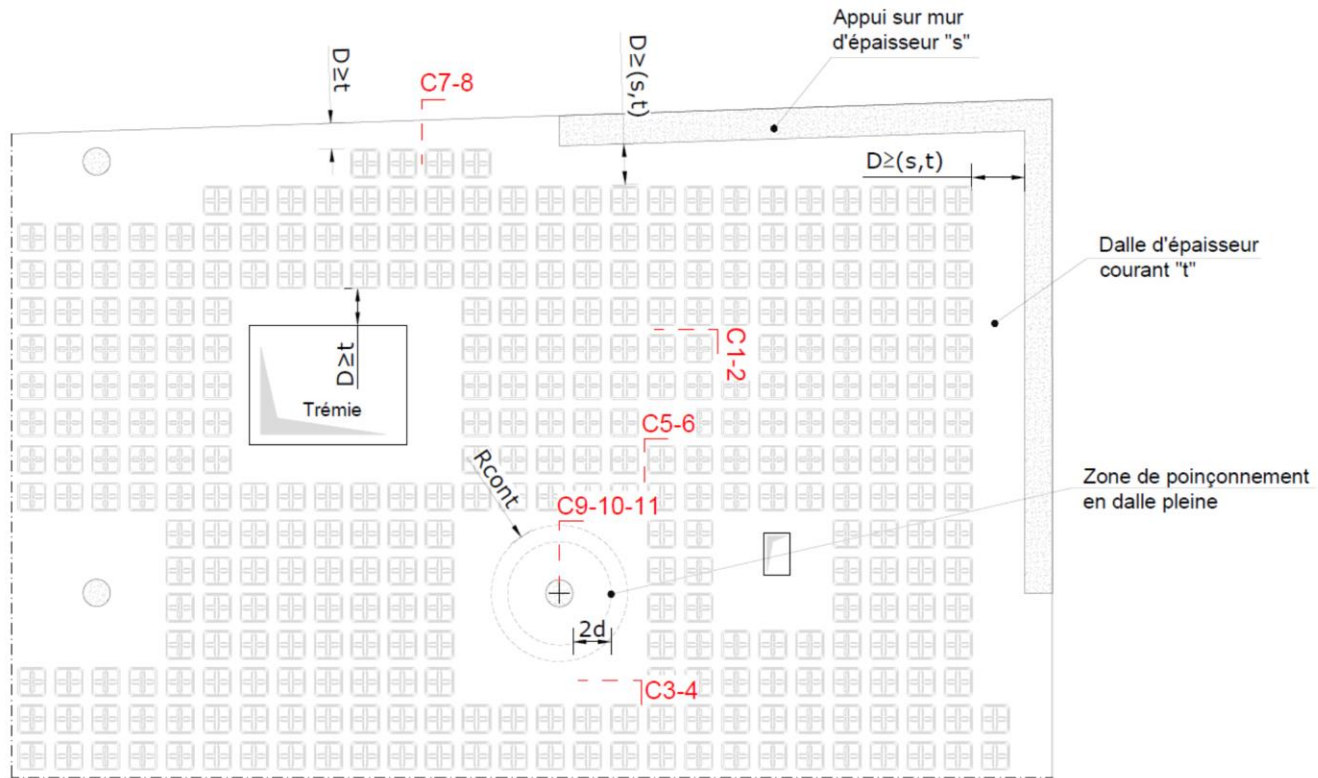 Appui sur mur
d'épaisseur "s"
D≥t
C7-8
D≥(s,t)
D≥(s,t)
Dalle d'épaisseur
courant "t"
C1-2
D≥t
Trémie
C5-6
Rcont
Zone de poinçonnement
en dalle pleine
C9-10-11
2d
C3-4